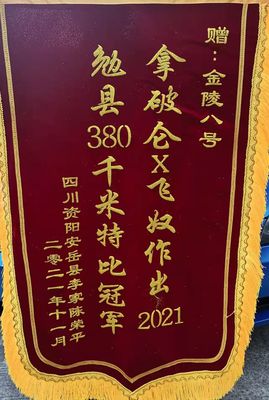 赠：金陵八号
拿破仑X飞奴作出2021
勉县380千米特比冠军
四川资阳安岳县李家陈荣平
二零二一年十一月